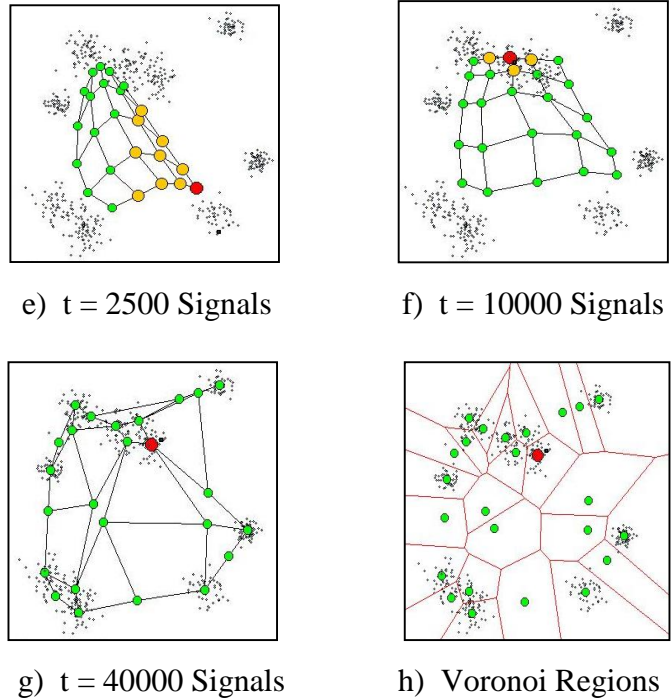 e) t = 2500 Signals
f) t = 10000 Signals
g) t = 40000 Signals
h) Voronoi Regions